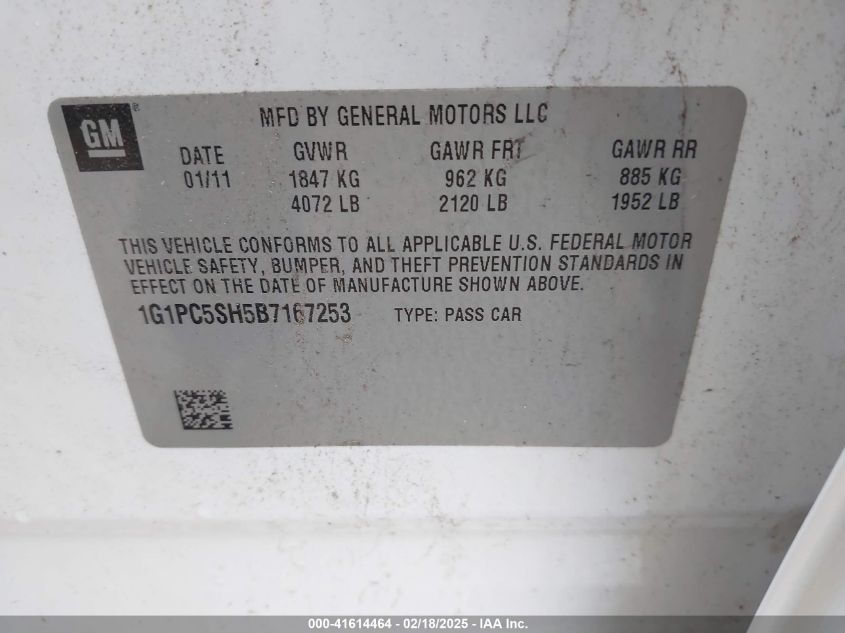 GM
MFD BY GENERAL MOTORS LLC
DATE GVWR GAWR FRT GAWR RR
01/11 1847 KG 962 KG 885 KG
4072 LB 2120 LB 1952 LB
THIS VEHICLE CONFORMS TO ALL APPLICABLE U.S. FEDERAL MOTOR
VEHICLE SAFETY, BUMPER, AND THEFT PREVENTION STANDARDS IN
EFFECT ON THE DATE OF MANUFACTURE SHOWN ABOVE.
1G1PC5SH5B7167253 TYPE: PASS CAR
000-41614464 - 02/18/2025 - IAA Inc.